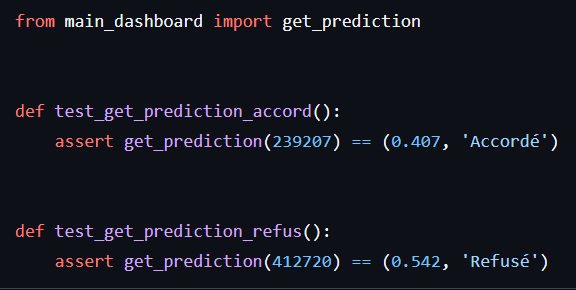 from main_dashboard import get_prediction
def test_get_prediction_accord():
assert get_prediction(239207) == (0.407, 'Accordé')
def test_get_prediction_refus():
assert get_prediction(412720) == (0.542, 'Refusé')